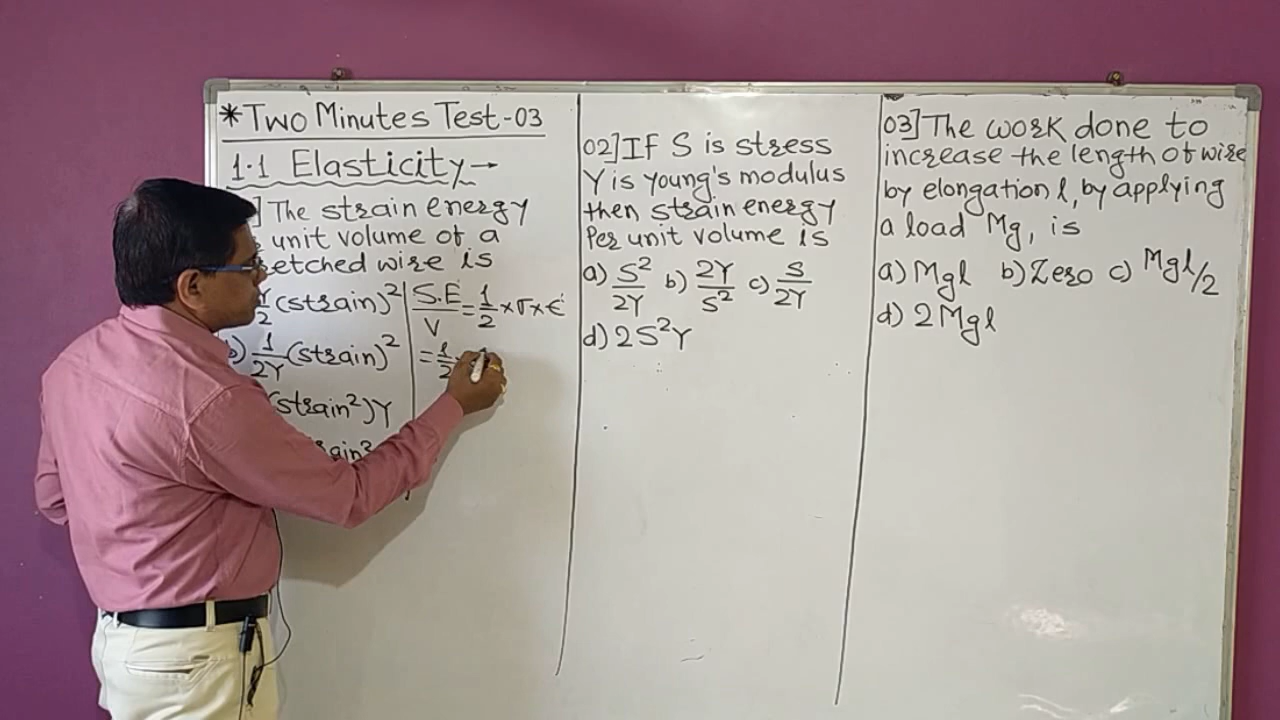 *Two Minutes Test-03
1.1 Elasticity→
] The strain energy
unit volume of a
etched wire is
2 (strain)²
b) 1/2Y (strain)²
(strain²)Y
S.E/V = 1/2 × σ × ε
= 1/2
02] IF S is stress
Y is Young's modulus
then strain energy
Per unit volume is
a) S²/2Y b) 2Y/S² c) S/2Y
d) 2S²Y
03] The work done to
increase the length of wire
by elongation l, by applying
a load Mg, is
a) Mgl b) Zero c) Mgl/2
d) 2Mgl